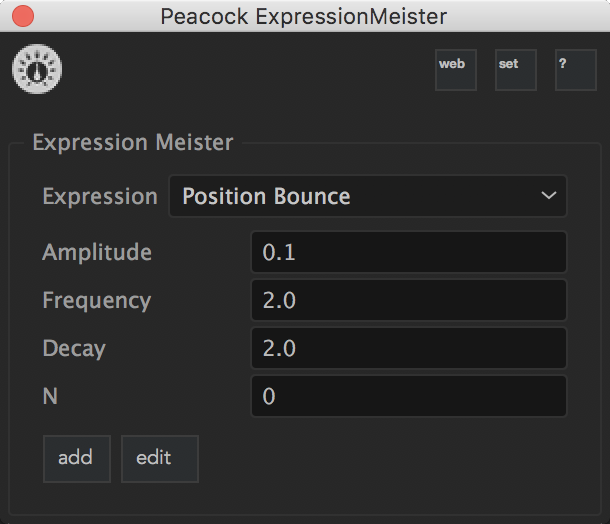 Peacock ExpressionMeister
web set ?
Expression Meister
Expression Position Bounce
Amplitude 0.1
Frequency 2.0
Decay 2.0
N 0
add edit